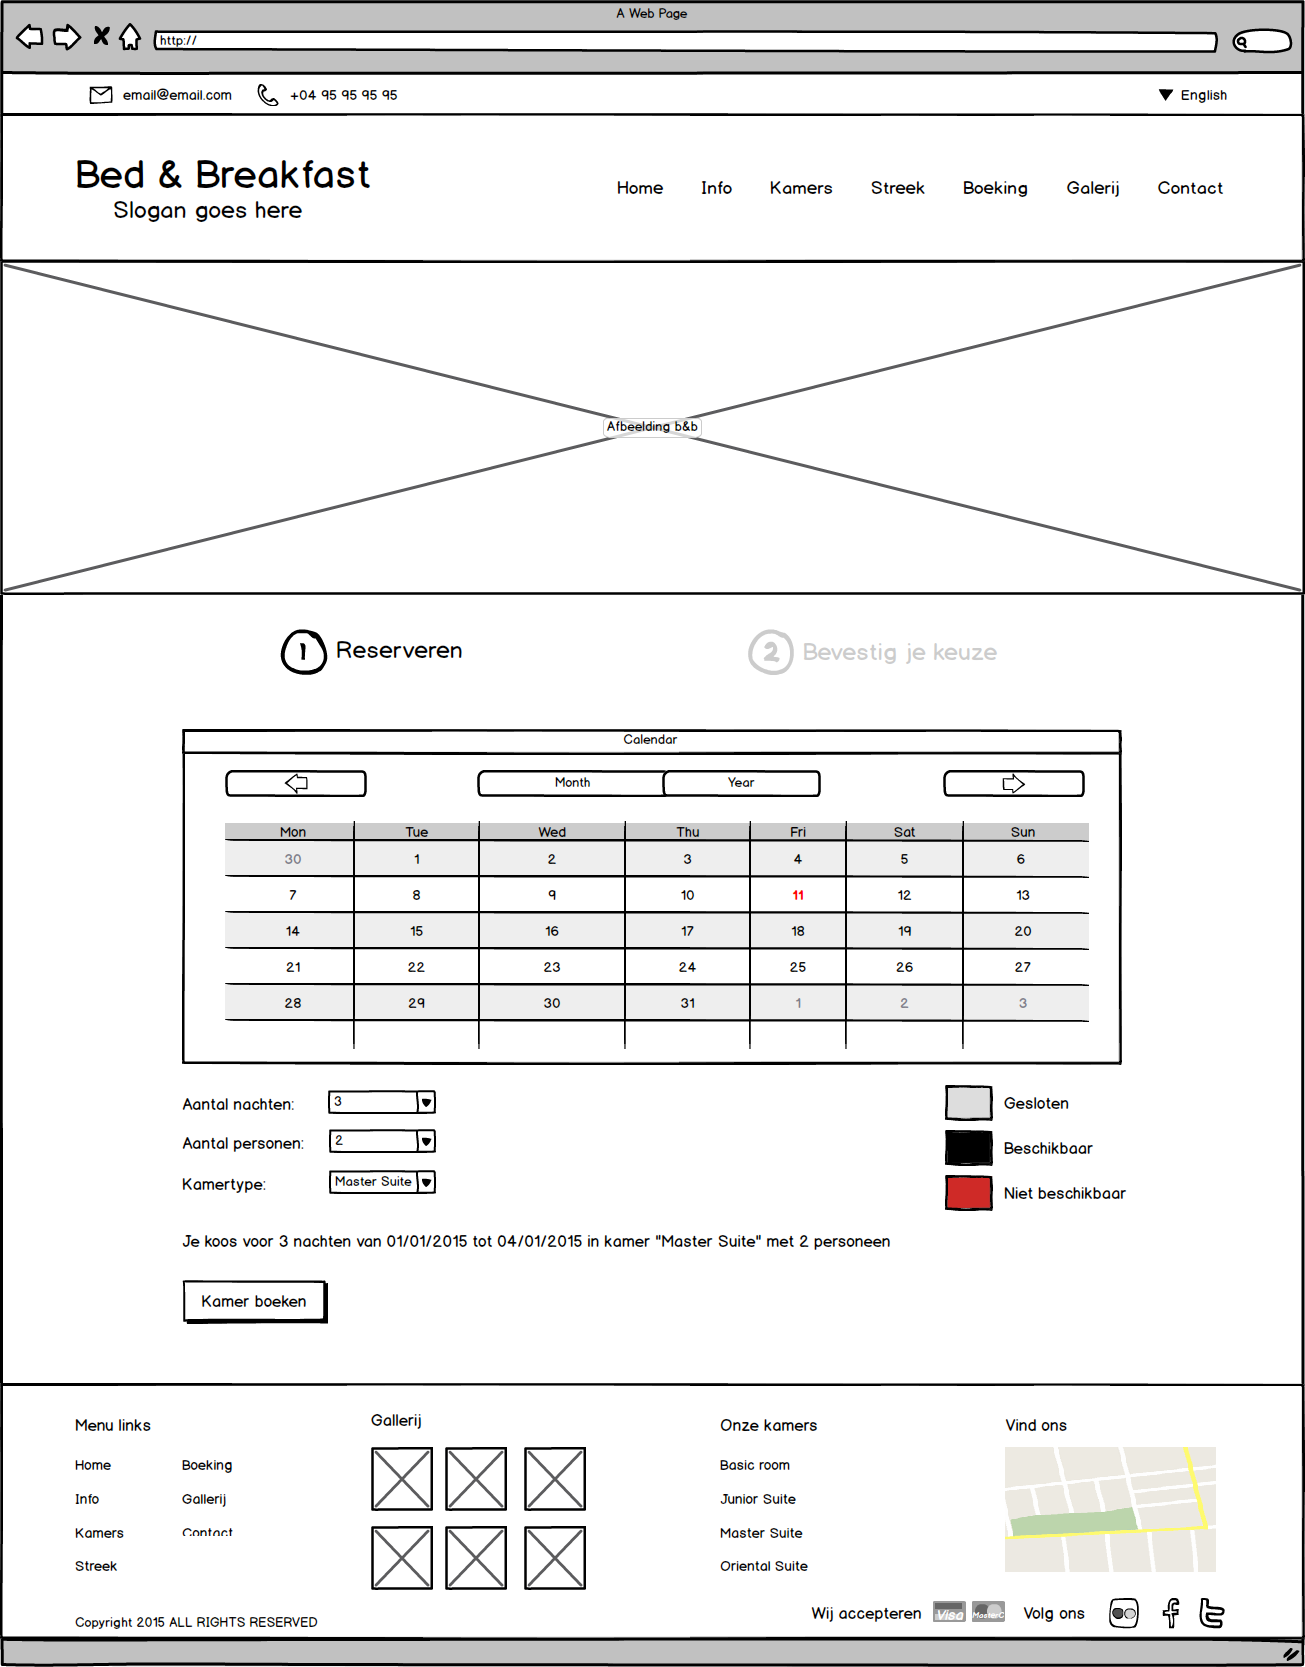 A Web Page
http://
email@email.com +04 95 95 95 95 English
Bed & Breakfast
Slogan goes here
Home Info Kamers Streek Boeking Galerij Contact
Afbeelding b&b
1 Reserveren
2 Bevestig je keuze
Calendar
Month Year
Mon Tue Wed Thu Fri Sat Sun
30 1 2 3 4 5 6
7 8 9 10 11 12 13
14 15 16 17 18 19 20
21 22 23 24 25 26 27
28 29 30 31 1 2 3
Aantal nachten: 3
Aantal personen: 2
Kamertype: Master Suite
Gesloten
Beschikbaar
Niet beschikbaar
Je koos voor 3 nachten van 01/01/2015 tot 04/01/2015 in kamer "Master Suite" met 2 personeen
Kamer boeken
Menu links
Home Boeking
Info Gallerij
Kamers Contact
Streek
Gallerij
Onze kamers
Basic room
Junior Suite
Master Suite
Oriental Suite
Vind ons
Wij accepteren Visa MasterC Volg ons
Copyright 2015 ALL RIGHTS RESERVED